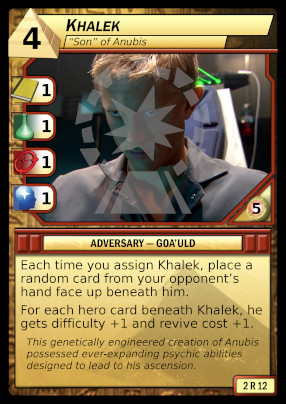 4
KHALEK
"Son" of Anubis
1
1
1
1
5
ADVERSARY – GOA'ULD
Each time you assign Khalek, place a
random card from your opponent's
hand face up beneath him.
For each hero card beneath Khalek, he
gets difficulty +1 and revive cost +1.
This genetically engineered creation of Anubis
possessed ever-expanding psychic abilities
designed to lead to his ascension.
2 R 12